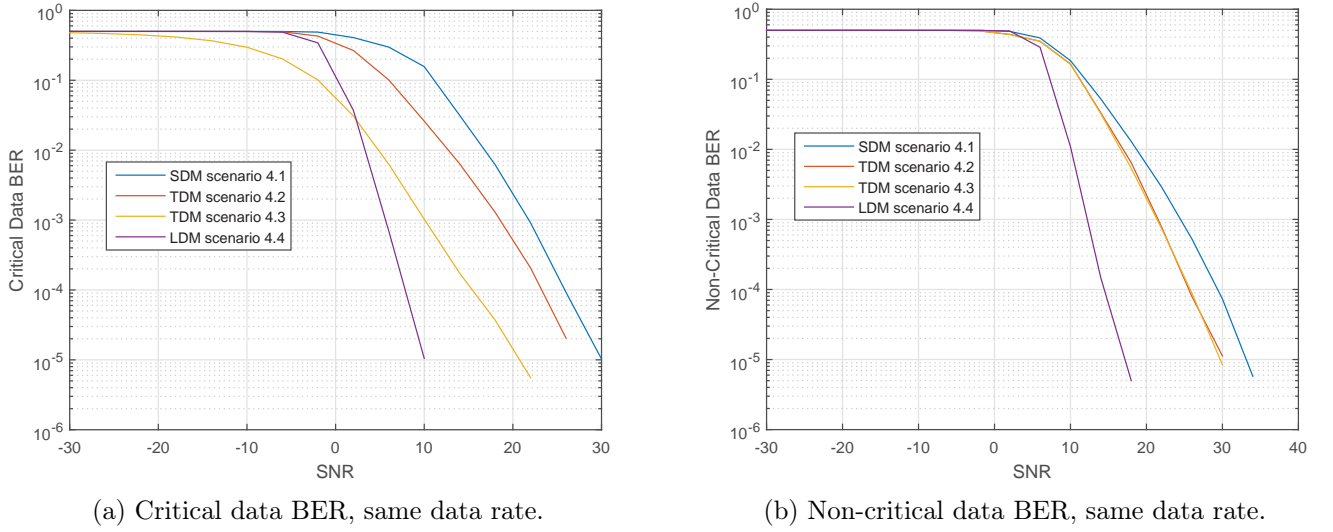 10^0
10^-1
10^-2
10^-3
10^-4
10^-5
10^-6
Critical Data BER
SDM scenario 4.1
TDM scenario 4.2
TDM scenario 4.3
LDM scenario 4.4
-30 -20 -10 0 10 20 30
SNR
(a) Critical data BER, same data rate.
10^0
10^-1
10^-2
10^-3
10^-4
10^-5
10^-6
Non-Critical Data BER
SDM scenario 4.1
TDM scenario 4.2
TDM scenario 4.3
LDM scenario 4.4
-30 -20 -10 0 10 20 30 40
SNR
(b) Non-critical data BER, same data rate.